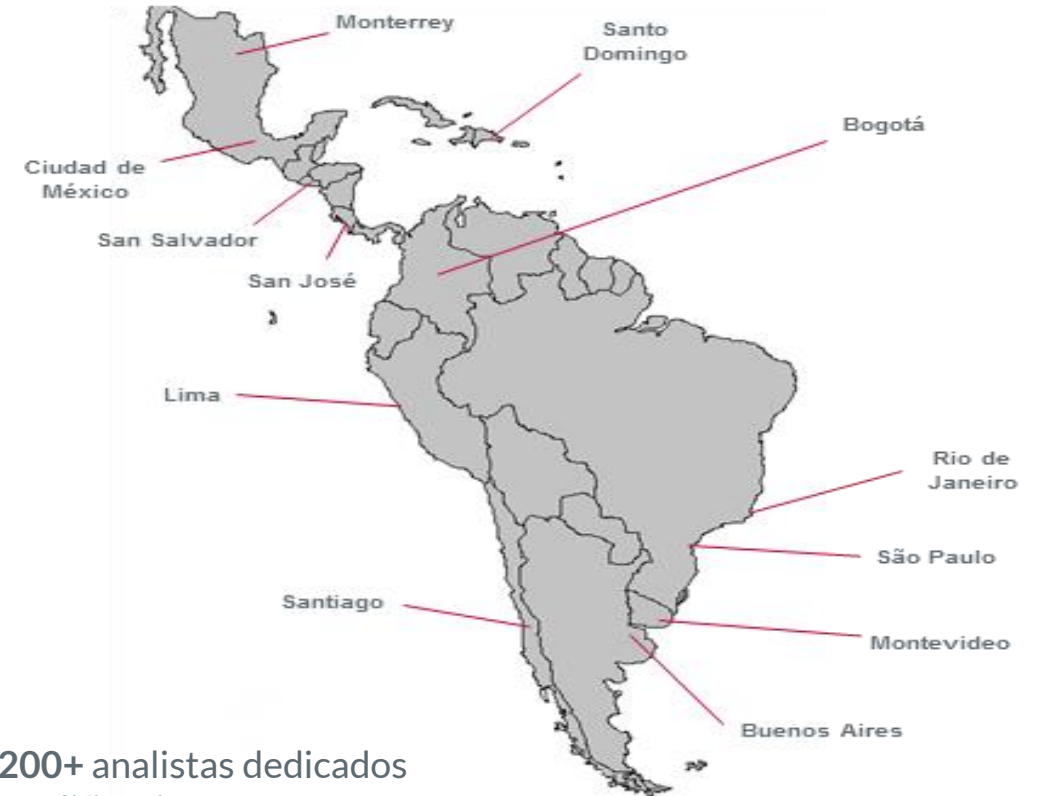 Monterrey
Santo
Domingo
Bogotá
Ciudad de
México
San Salvador
San José
Lima
Rio de
Janeiro
São Paulo
Santiago
Montevideo
Buenos Aires
200+ analistas dedicados